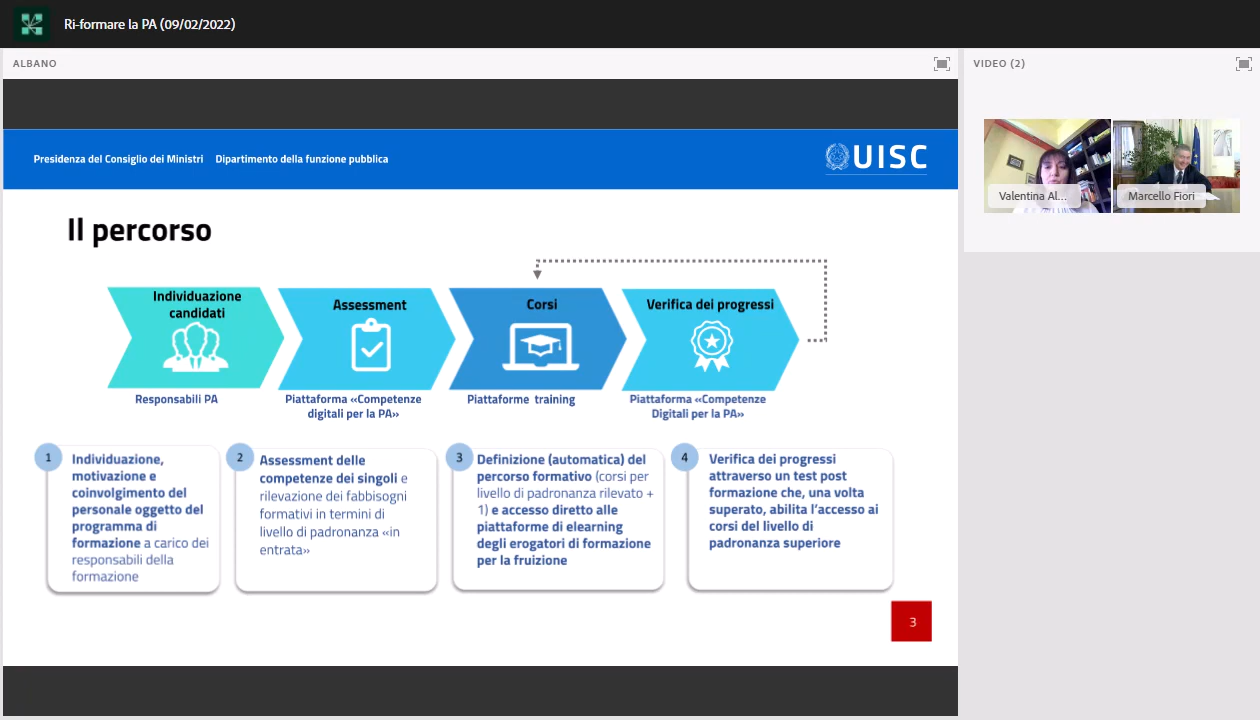 Ri-formare la PA (09/02/2022)
ALBANO
VIDEO (2)
Presidenza del Consiglio dei Ministri Dipartimento della funzione pubblica
UISC
Valentina Al...
Marcello Fiori
Il percorso
Individuazione
candidati
Assessment
Corsi
Verifica dei progressi
Responsabili PA
Piattaforma «Competenze
digitali per la PA»
Piattaforme training
Piattaforma «Competenze
Digitali per la PA»
1
Individuazione,
motivazione e
coinvolgimento del
personale oggetto del
programma di
formazione a carico dei
responsabili della
formazione
2
Assessment delle
competenze dei singoli e
rilevazione dei fabbisogni
formativi in termini di
livello di padronanza «in
entrata»
3
Definizione (automatica) del
percorso formativo (corsi per
livello di padronanza rilevato +
1) e accesso diretto alle
piattaforme di elearning
degli erogatori di formazione
per la fruizione
4
Verifica dei progressi
attraverso un test post
formazione che, una volta
superato, abilita l'accesso ai
corsi del livello di
padronanza superiore
3